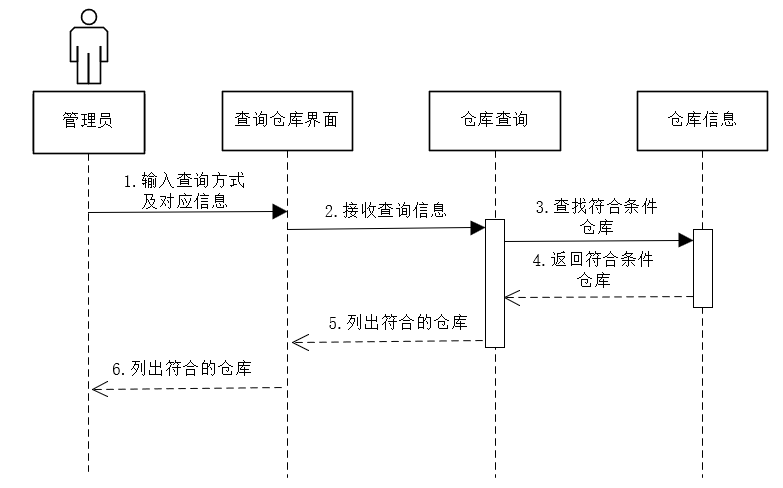 管理员
查询仓库界面
仓库查询
仓库信息
1.输入查询方式
及对应信息
2.接收查询信息
3.查找符合条件
仓库
4.返回符合条件
仓库
5.列出符合的仓库
6.列出符合的仓库